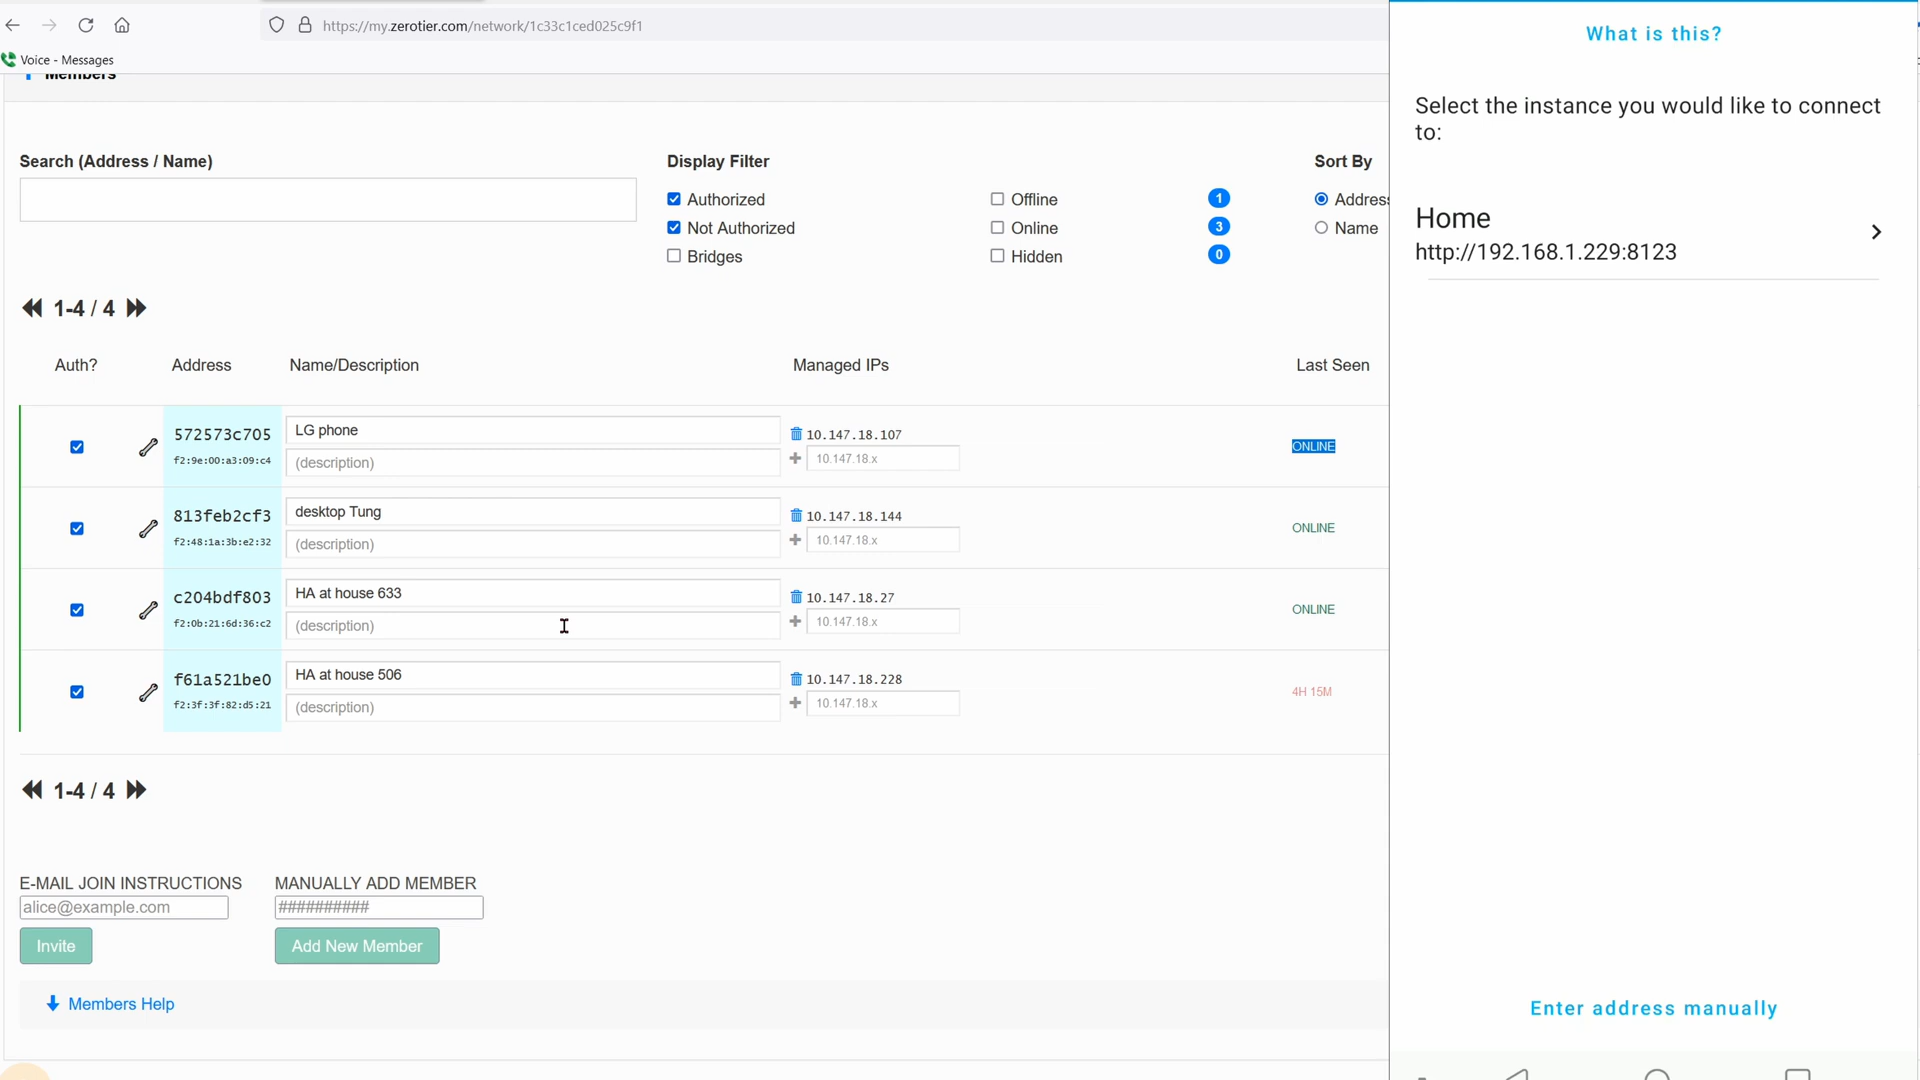 https://my.zerotier.com/network/1c33c1ced025c9f1
Voice - Messages
Members
Search (Address / Name)
Display Filter
Sort By
Authorized
Offline
1
Address
Not Authorized
Online
3
Name
Bridges
Hidden
0
1-4 / 4
Auth?
Address
Name/Description
Managed IPs
Last Seen
572573c705
f2:9e:00:a3:09:c4
LG phone
(description)
10.147.18.107
10.147.18.x
ONLINE
813feb2cf3
f2:48:1a:3b:e2:32
desktop Tung
(description)
10.147.18.144
10.147.18.x
ONLINE
c204bdf803
f2:0b:21:6d:36:c2
HA at house 633
(description)
10.147.18.27
10.147.18.x
ONLINE
f61a521be0
f2:3f:3f:82:d5:21
HA at house 506
(description)
10.147.18.228
10.147.18.x
4H 15M
1-4 / 4
E-MAIL JOIN INSTRUCTIONS
alice@example.com
Invite
MANUALLY ADD MEMBER
##########
Add New Member
Members Help
What is this?
Select the instance you would like to connect
to:
Home
http://192.168.1.229:8123
Enter address manually